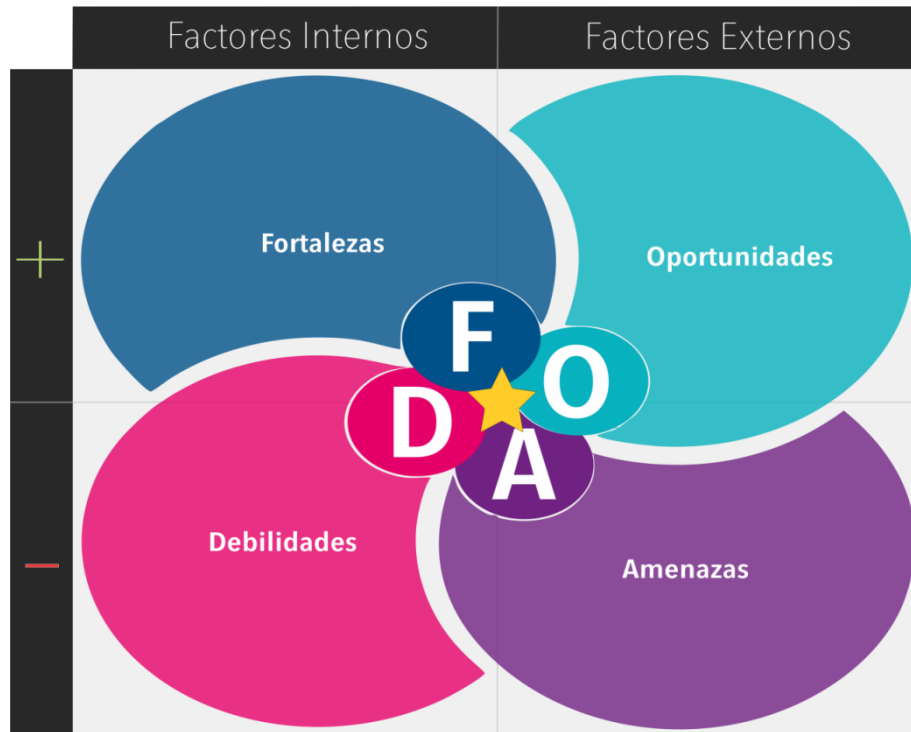 Factores Internos
Factores Externos
+
Fortalezas
Oportunidades
F
O
D
A
–
Debilidades
Amenazas